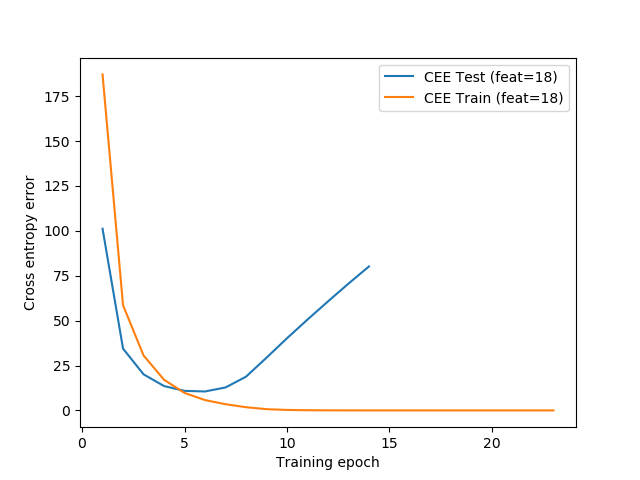 CEE Test (feat=18)
CEE Train (feat=18)
175
150
125
100
75
50
25
0
Cross entropy error
0 5 10 15 20
Training epoch